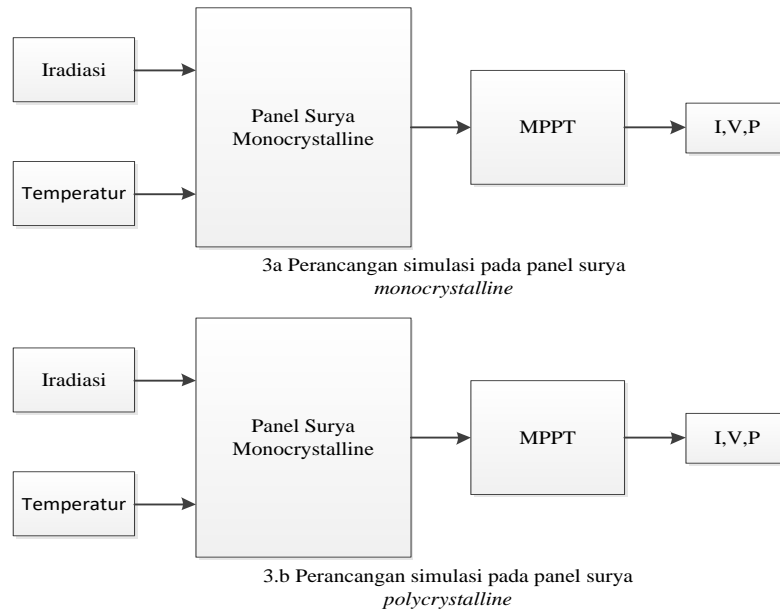 Iradiasi
Temperatur
Panel Surya
Monocrystalline
MPPT
I,V,P
3a Perancangan simulasi pada panel surya
monocrystalline
Iradiasi
Temperatur
Panel Surya
Monocrystalline
MPPT
I,V,P
3.b Perancangan simulasi pada panel surya
polycrystalline